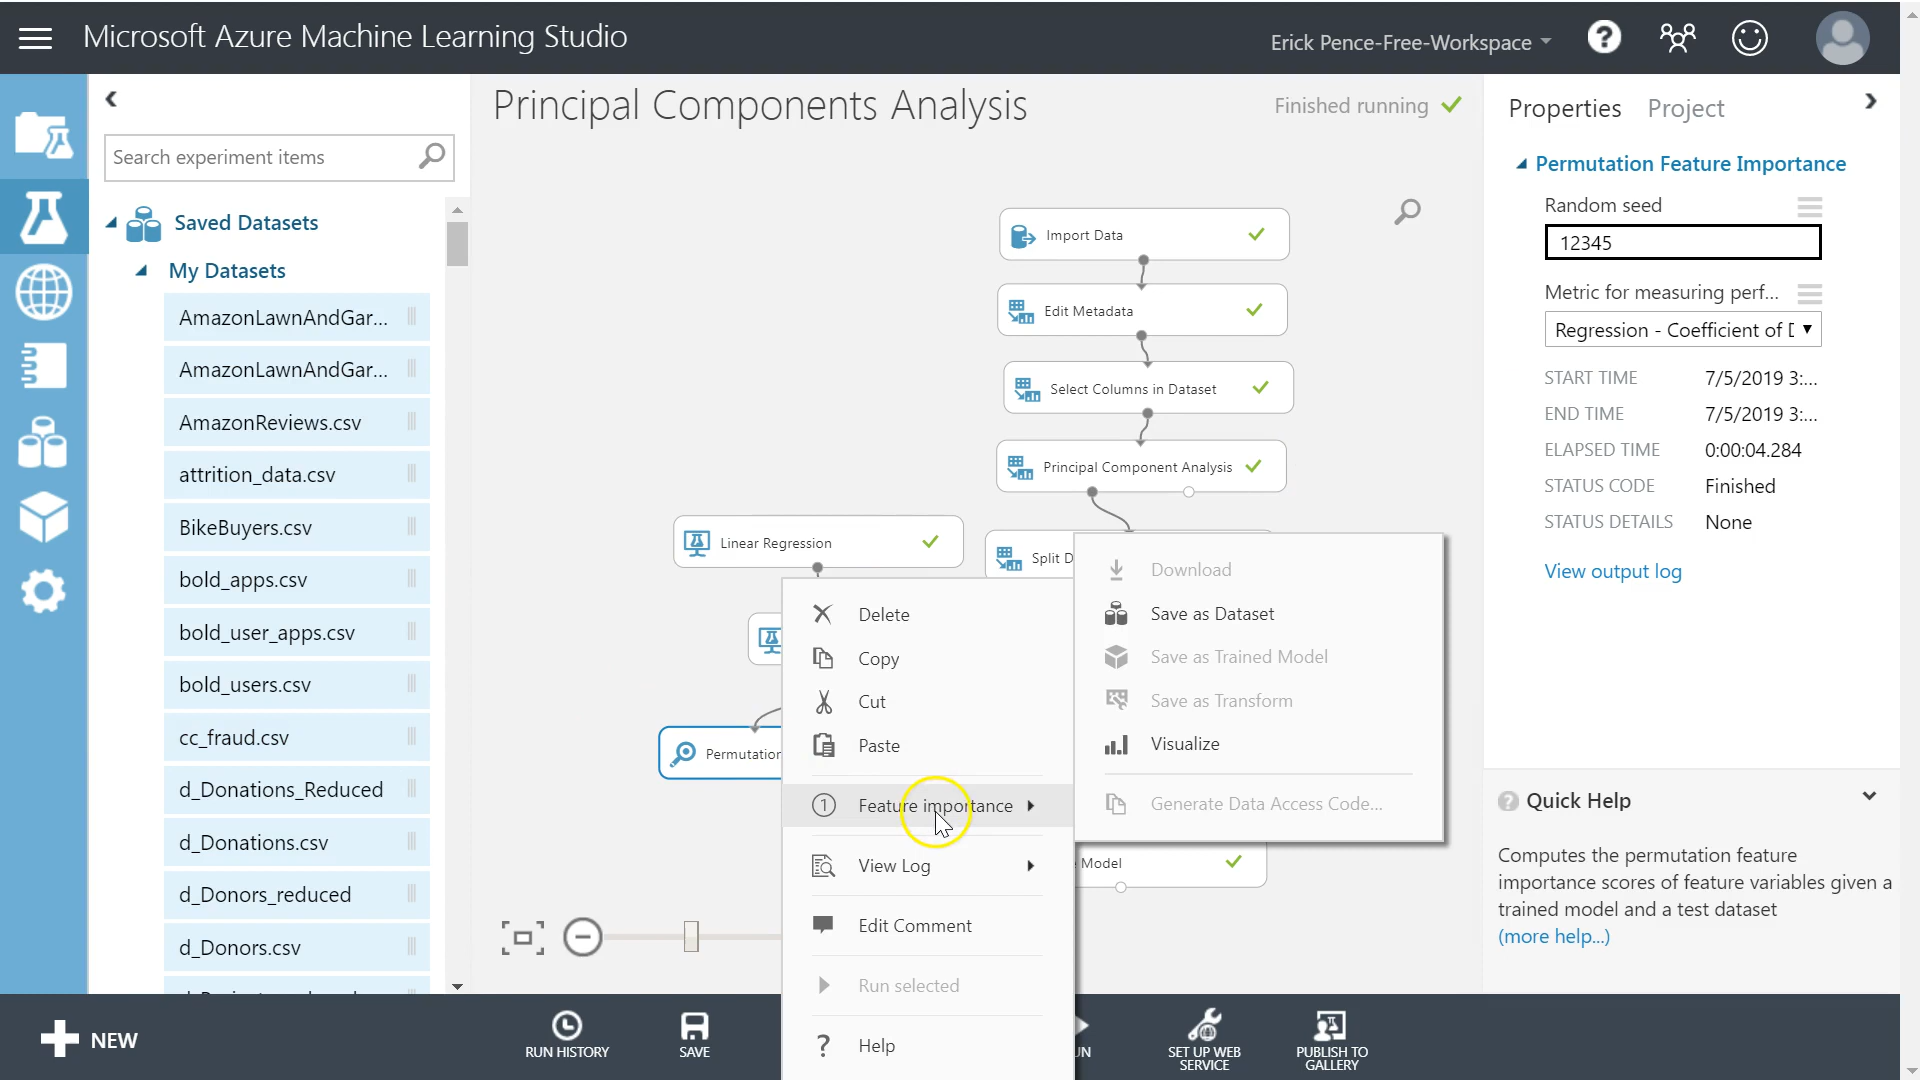 Microsoft Azure Machine Learning Studio
Erick Pence-Free-Workspace
?
Search experiment items
Saved Datasets
My Datasets
AmazonLawnAndGar...
AmazonLawnAndGar...
AmazonReviews.csv
attrition_data.csv
BikeBuyers.csv
bold_apps.csv
bold_user_apps.csv
bold_users.csv
cc_fraud.csv
d_Donations_Reduced
d_Donations.csv
d_Donors_reduced
d_Donors.csv
Principal Components Analysis
Finished running
Import Data
Edit Metadata
Select Columns in Dataset
Principal Component Analysis
Linear Regression
Split D
Permutation
Model
Delete
Copy
Cut
Paste
1 Feature importance
View Log
Edit Comment
Run selected
? Help
Download
Save as Dataset
Save as Trained Model
Save as Transform
Visualize
Generate Data Access Code...
Properties Project
Permutation Feature Importance
Random seed
12345
Metric for measuring perf...
Regression - Coefficient of
START TIME 7/5/2019 3:...
END TIME 7/5/2019 3:...
ELAPSED TIME 0:00:04.284
STATUS CODE Finished
STATUS DETAILS None
View output log
? Quick Help
Computes the permutation feature
importance scores of feature variables given a
trained model and a test dataset
(more help...)
NEW
RUN HISTORY
SAVE
UN
SET UP WEB
SERVICE
PUBLISH TO
GALLERY